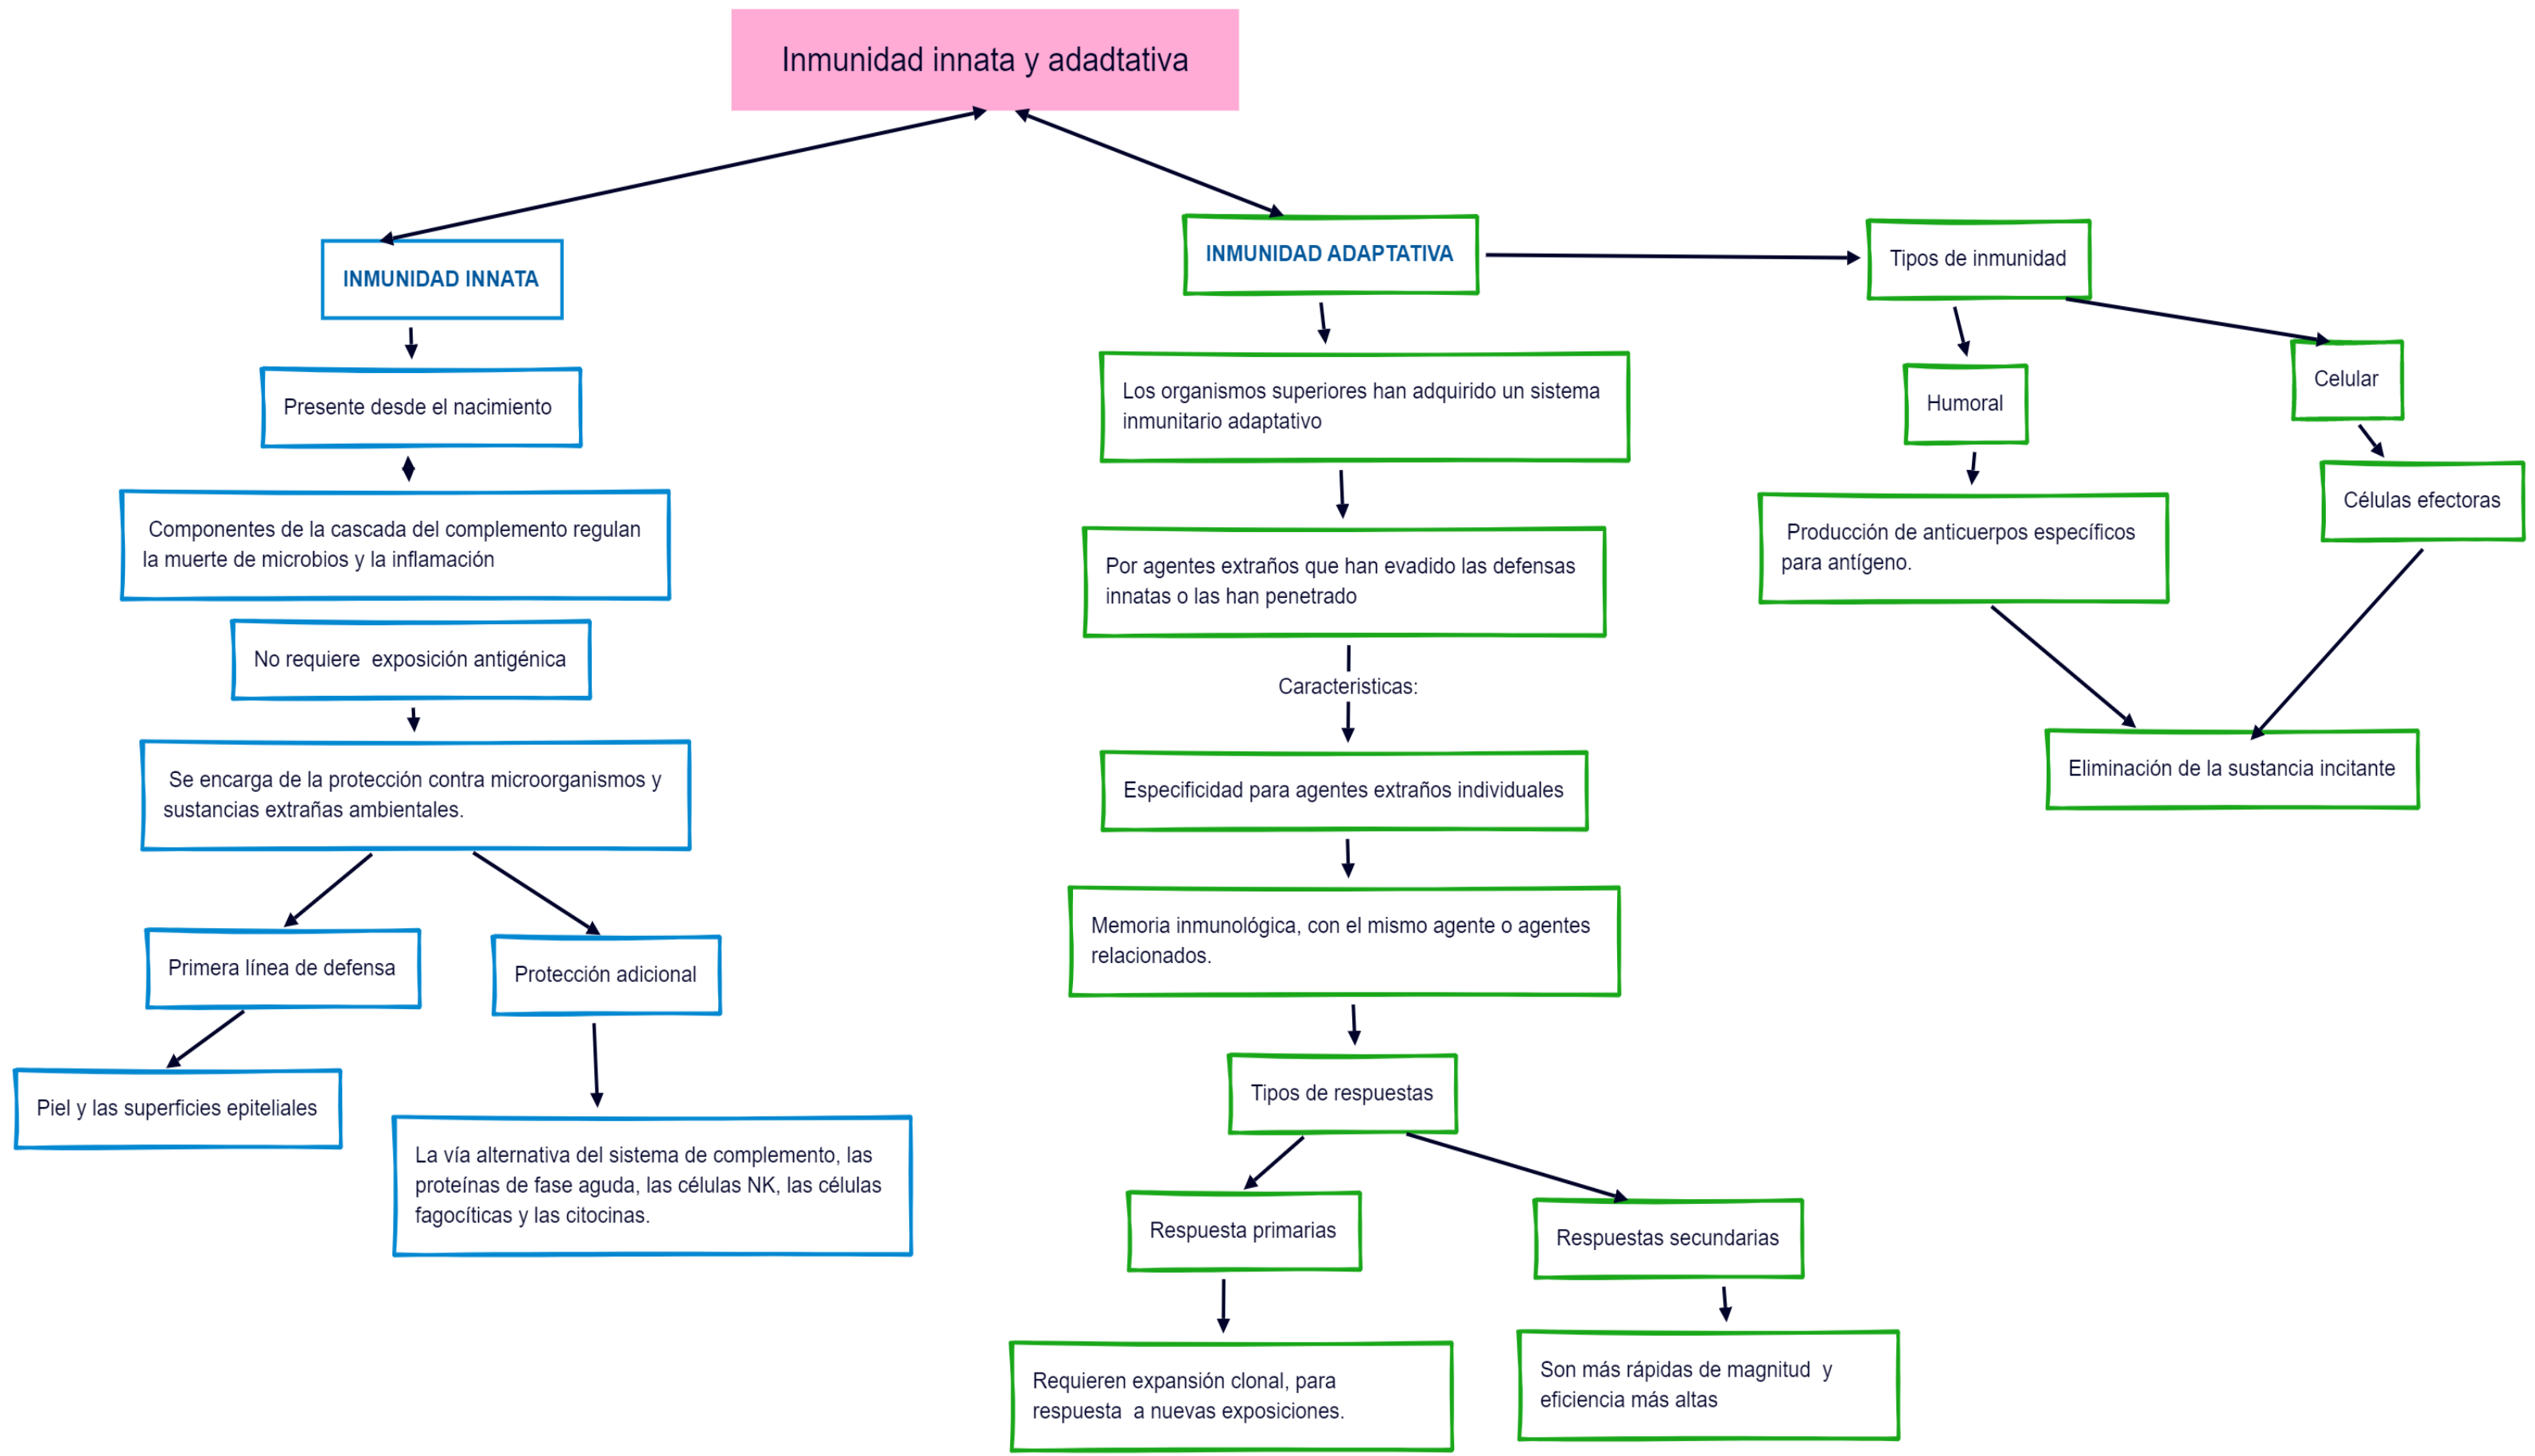 Inmunidad innata y adadtativa
INMUNIDAD INNATA
Presente desde el nacimiento
Componentes de la cascada del complemento regulan
la muerte de microbios y la inflamación
No requiere exposición antigénica
Se encarga de la protección contra microorganismos y
sustancias extrañas ambientales.
Primera línea de defensa
Piel y las superficies epiteliales
Protección adicional
La vía alternativa del sistema de complemento, las
proteínas de fase aguda, las células NK, las células
fagocíticas y las citocinas.
INMUNIDAD ADAPTATIVA
Los organismos superiores han adquirido un sistema
inmunitario adaptativo
Por agentes extraños que han evadido las defensas
innatas o las han penetrado
Caracteristicas:
Especificidad para agentes extraños individuales
Memoria inmunológica, con el mismo agente o agentes
relacionados.
Tipos de respuestas
Respuesta primarias
Requieren expansión clonal, para
respuesta a nuevas exposiciones.
Respuestas secundarias
Son más rápidas de magnitud y
eficiencia más altas
Tipos de inmunidad
Humoral
Producción de anticuerpos específicos
para antígeno.
Celular
Células efectoras
Eliminación de la sustancia incitante